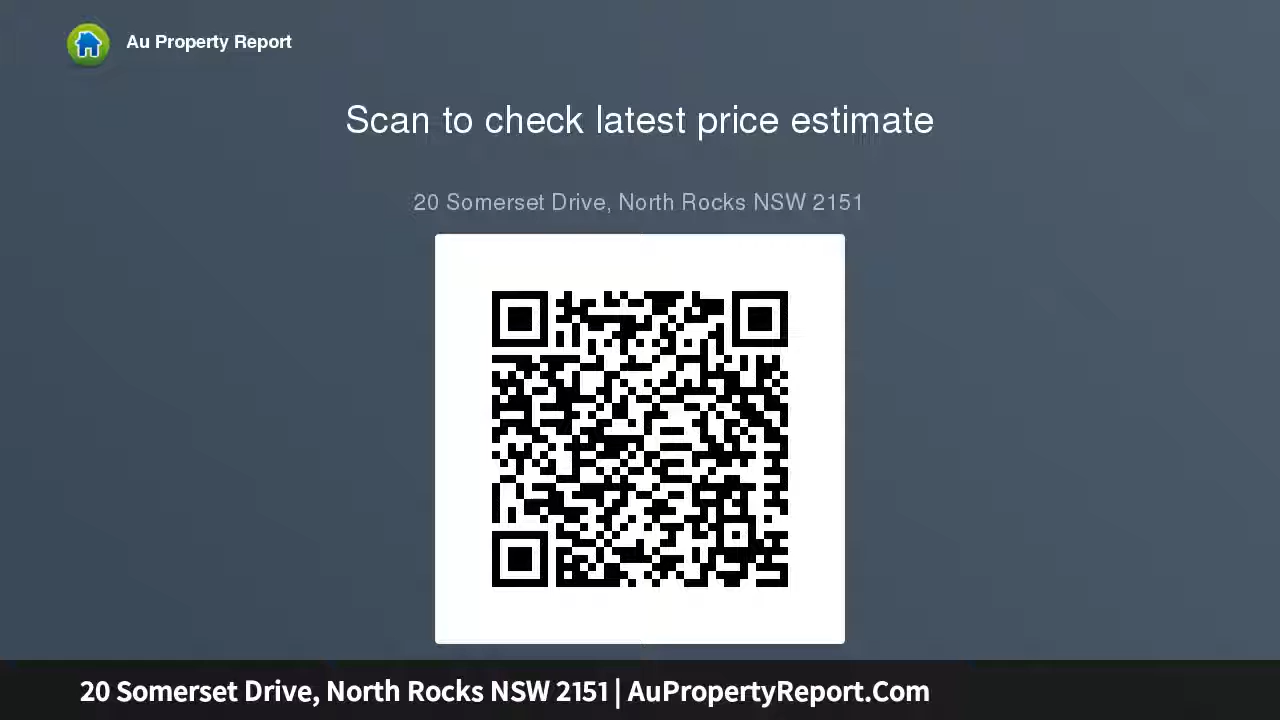 Au Property Report
Scan to check latest price estimate
20 Somerset Drive, North Rocks NSW 2151
20 Somerset Drive, North Rocks NSW 2151 | AuPropertyReport.Com